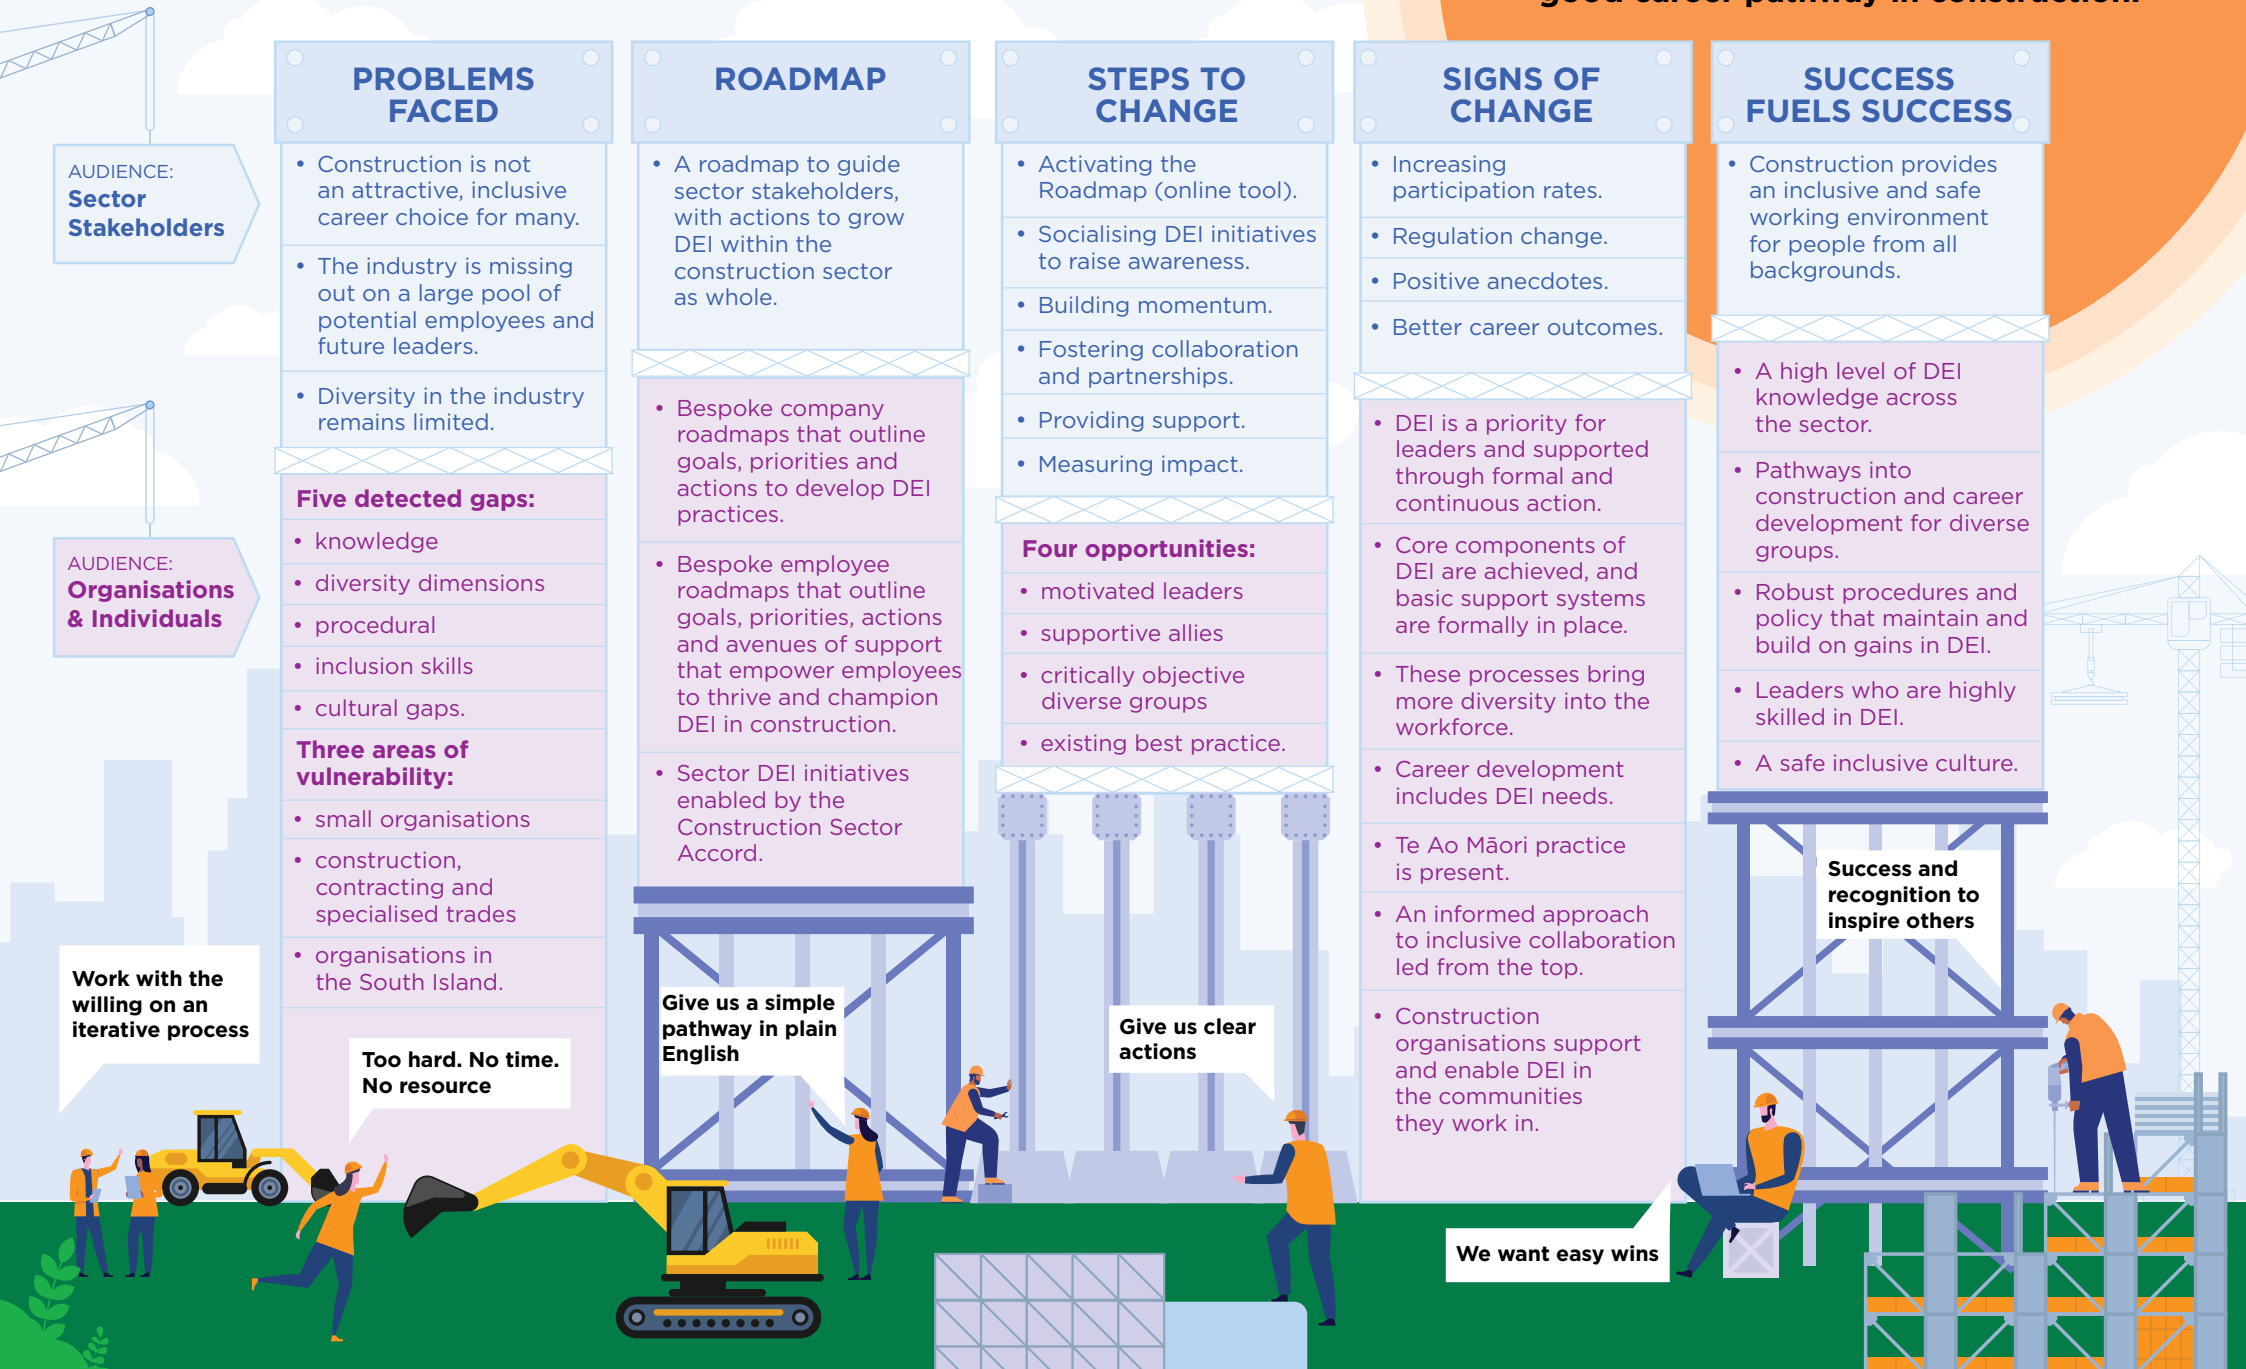 good career pathway in construction.
PROBLEMS
FACED
ROADMAP
STEPS TO
CHANGE
SIGNS OF
CHANGE
SUCCESS
FUELS SUCCESS
AUDIENCE:
Sector
Stakeholders
• Construction is not
an attractive, inclusive
career choice for many.
• The industry is missing
out on a large pool of
potential employees and
future leaders.
• Diversity in the industry
remains limited.
• A roadmap to guide
sector stakeholders,
with actions to grow
DEI within the
construction sector
as whole.
• Activating the
Roadmap (online tool).
• Socialising DEI initiatives
to raise awareness.
• Building momentum.
• Fostering collaboration
and partnerships.
• Providing support.
• Measuring impact.
• Increasing
participation rates.
• Regulation change.
• Positive anecdotes.
• Better career outcomes.
• Construction provides
an inclusive and safe
working environment
for people from all
backgrounds.
AUDIENCE:
Organisations
& Individuals
Five detected gaps:
• knowledge
• diversity dimensions
• procedural
• inclusion skills
• cultural gaps.
Three areas of
vulnerability:
• small organisations
• construction,
contracting and
specialised trades
• organisations in
the South Island.
• Bespoke company
roadmaps that outline
goals, priorities and
actions to develop DEI
practices.
• Bespoke employee
roadmaps that outline
goals, priorities, actions
and avenues of support
that empower employees
to thrive and champion
DEI in construction.
• Sector DEI initiatives
enabled by the
Construction Sector
Accord.
Four opportunities:
• motivated leaders
• supportive allies
• critically objective
diverse groups
• existing best practice.
• DEI is a priority for
leaders and supported
through formal and
continuous action.
• Core components of
DEI are achieved, and
basic support systems
are formally in place.
• These processes bring
more diversity into the
workforce.
• Career development
includes DEI needs.
• Te Ao Māori practice
is present.
• An informed approach
to inclusive collaboration
led from the top.
• Construction
organisations support
and enable DEI in
the communities
they work in.
• A high level of DEI
knowledge across
the sector.
• Pathways into
construction and career
development for diverse
groups.
• Robust procedures and
policy that maintain and
build on gains in DEI.
• Leaders who are highly
skilled in DEI.
• A safe inclusive culture.
Work with the
willing on an
iterative process
Too hard. No time.
No resource
Give us a simple
pathway in plain
English
Give us clear
actions
We want easy wins
Success and
recognition to
inspire others